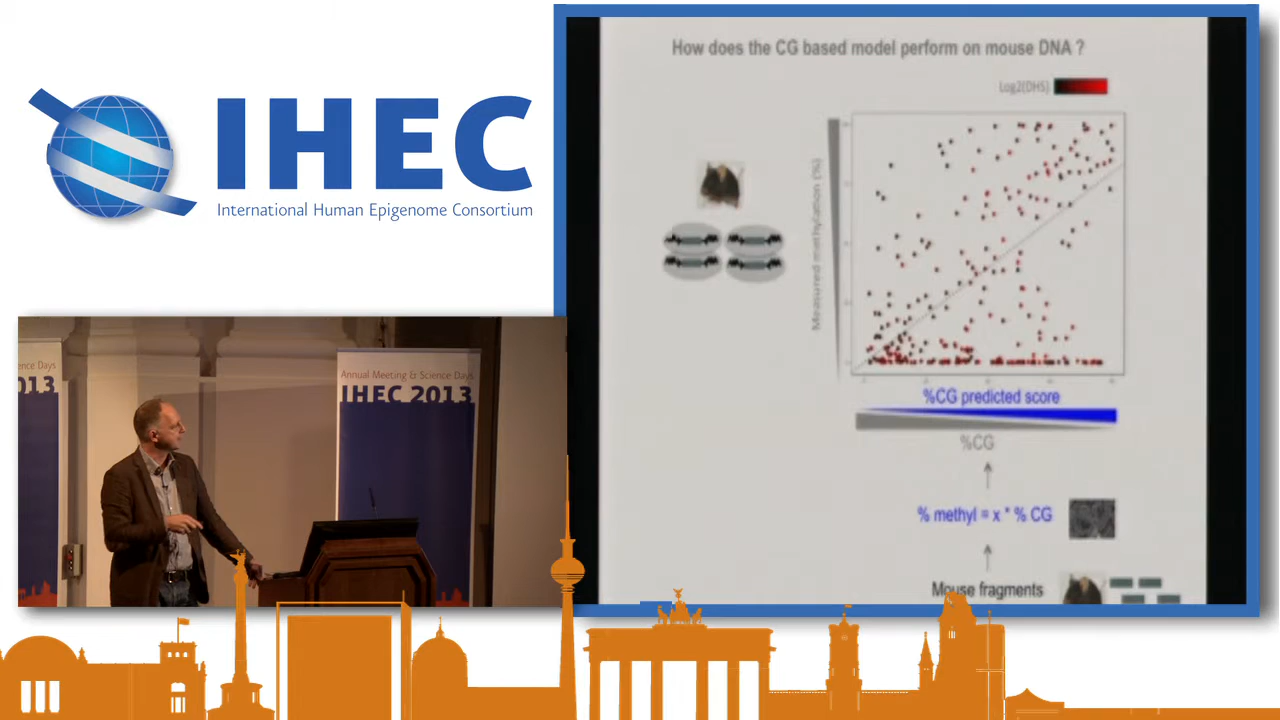 IHEC
International Human Epigenome Consortium
How does the CG based model perform on mouse DNA ?
Log2(DHS)
Measured methylation (%)
%CG predicted score
%CG
% methyl = x * % CG
Mouse fragments
ence Days
013
Annual Meeting & Science Days
IHEC 2013